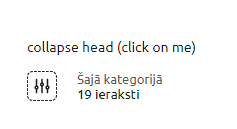 collapse head (click on me)
Šajā kategorijā
19 ieraksti